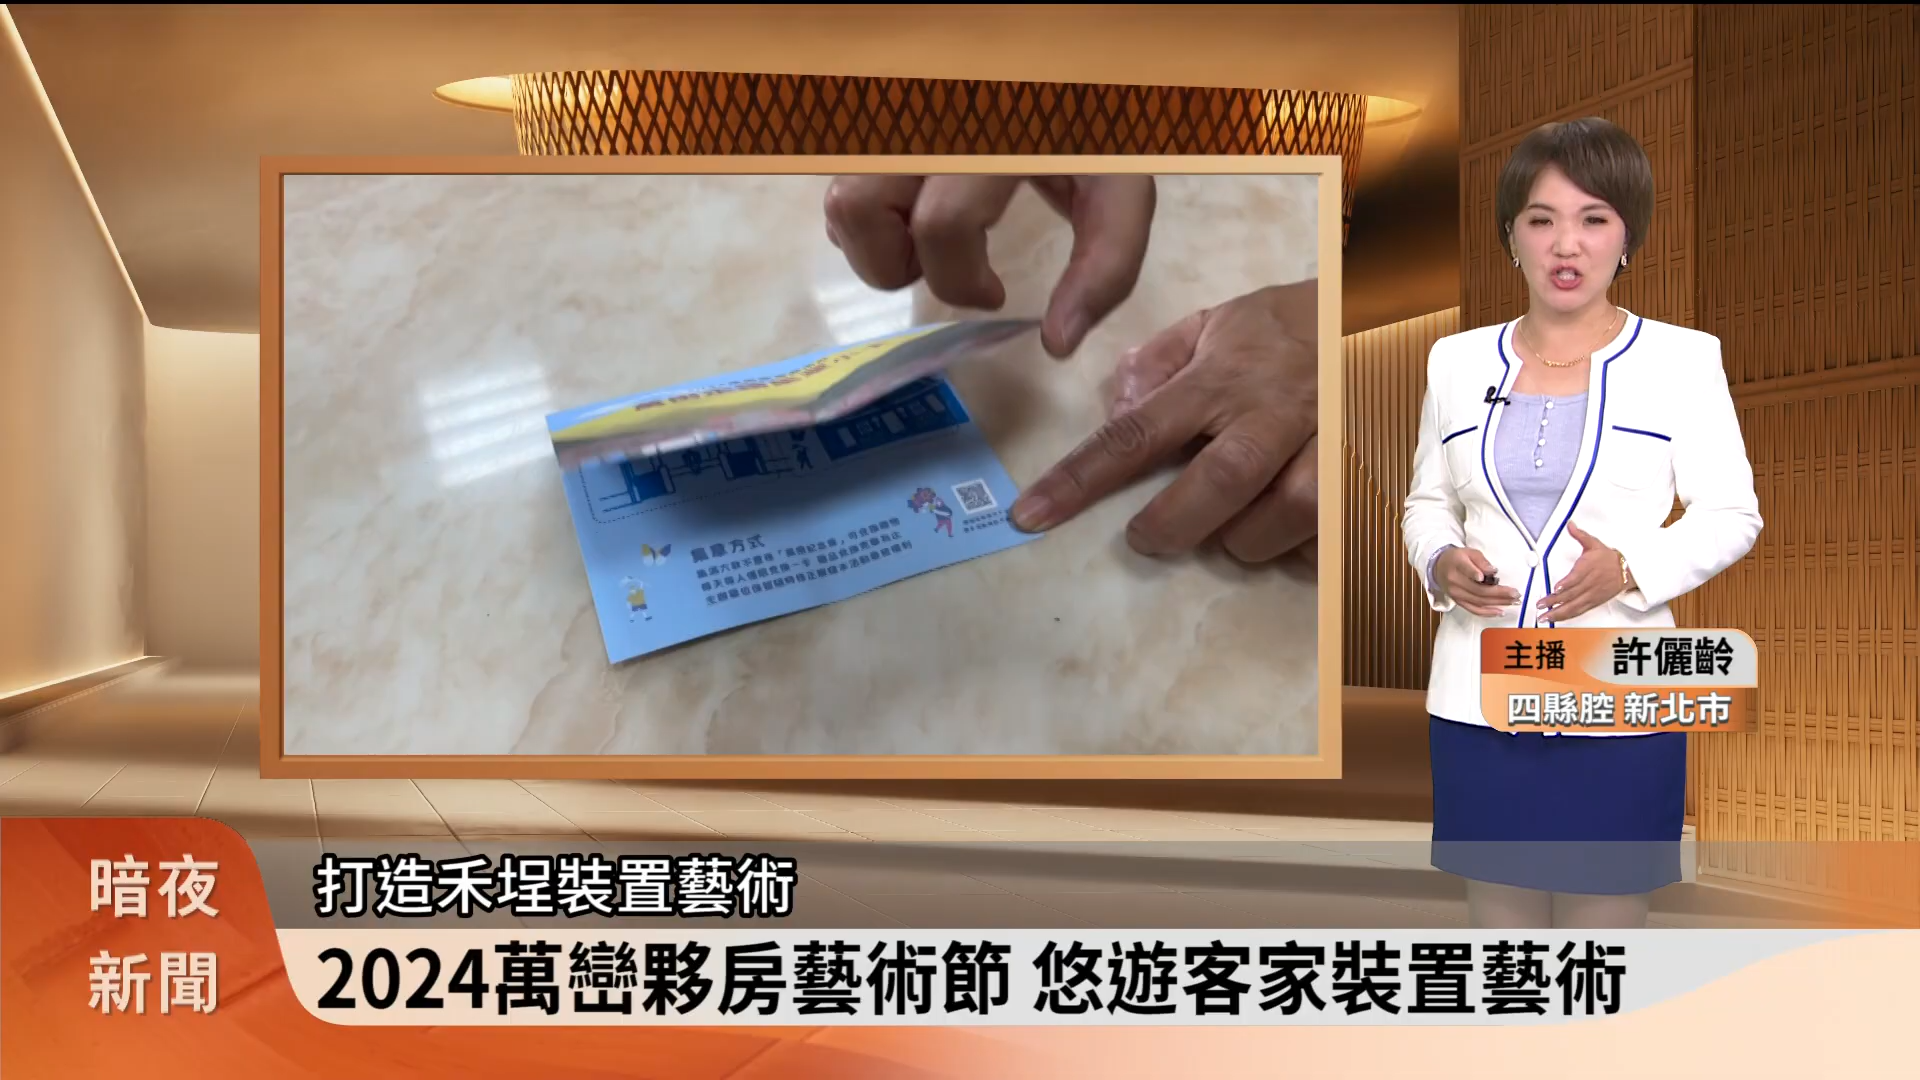 集章方式
主播 許儷齡
四縣腔 新北市
暗夜
新聞
打造禾埕裝置藝術
2024萬巒夥房藝術節 悠遊客家裝置藝術